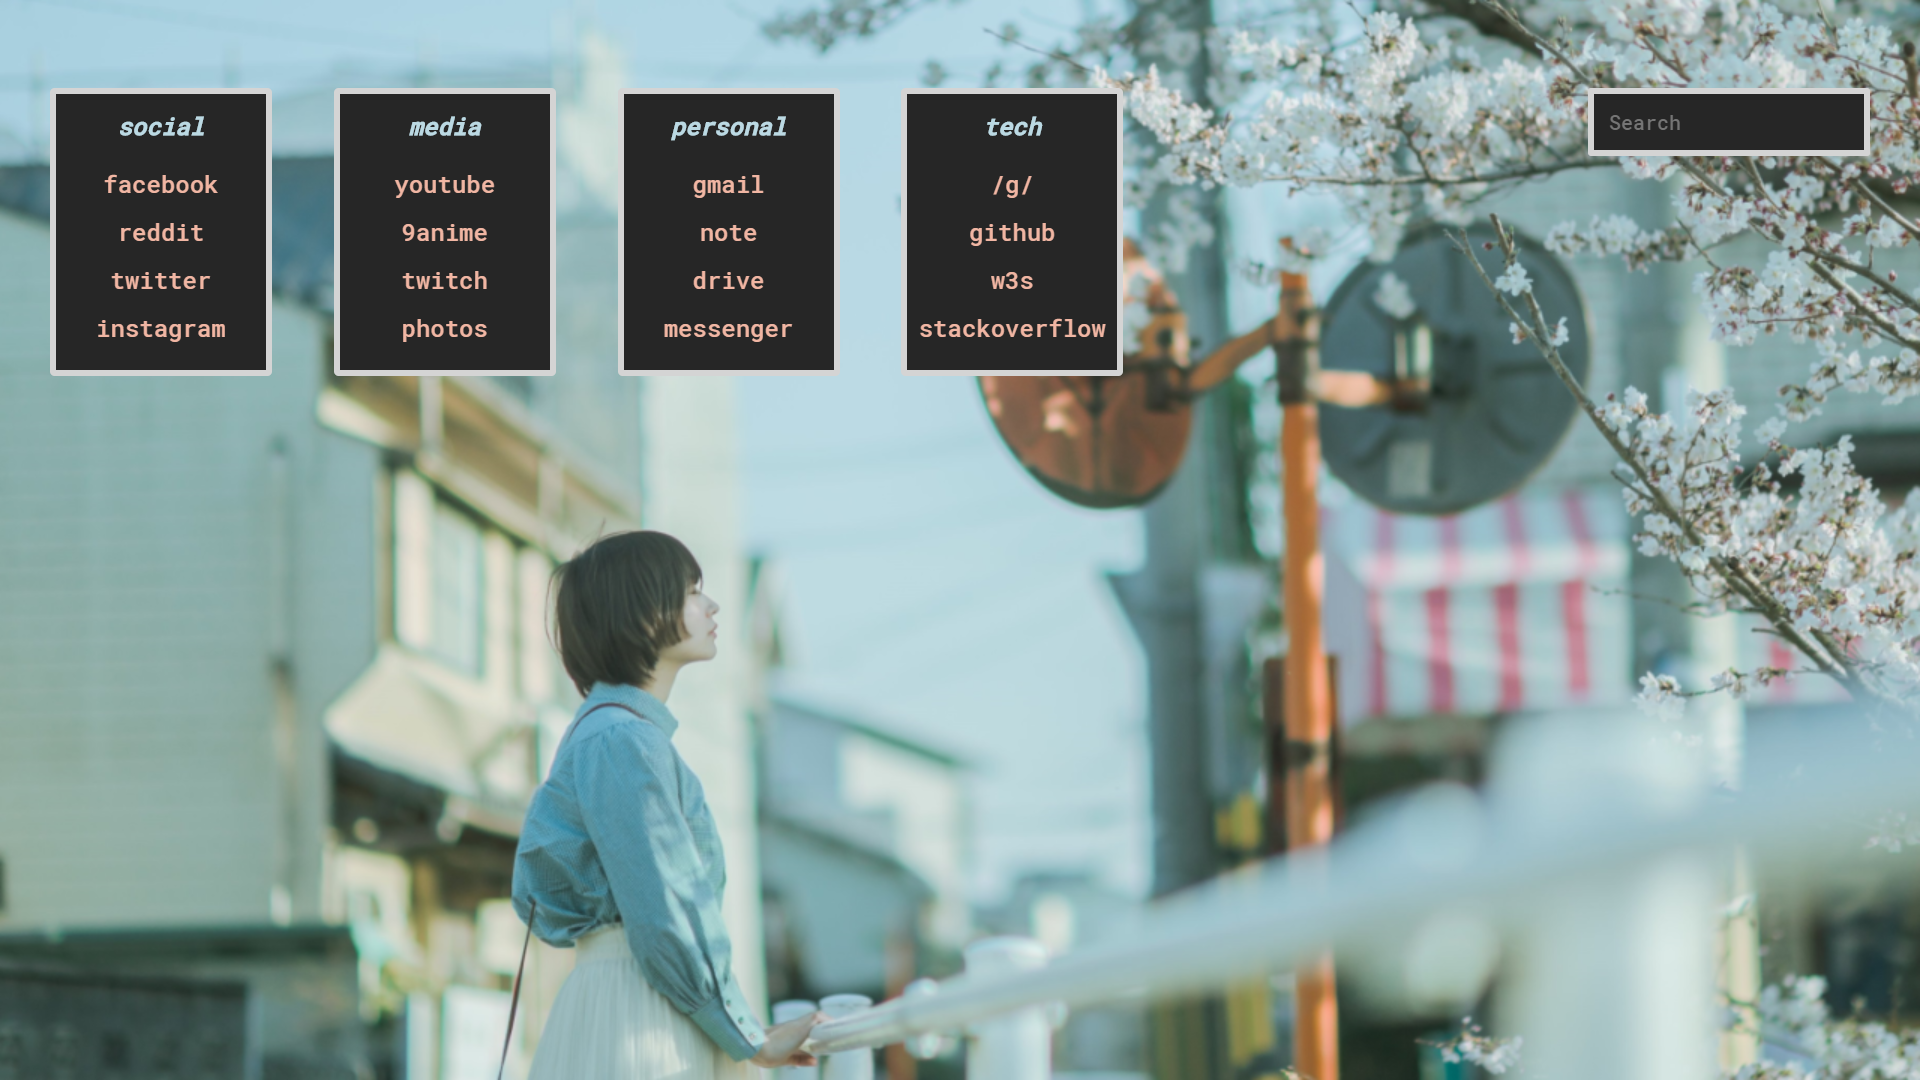 social
facebook
reddit
twitter
instagram
media
youtube
9anime
twitch
photos
personal
gmail
note
drive
messenger
tech
/g/
github
w3s
stackoverflow
Search